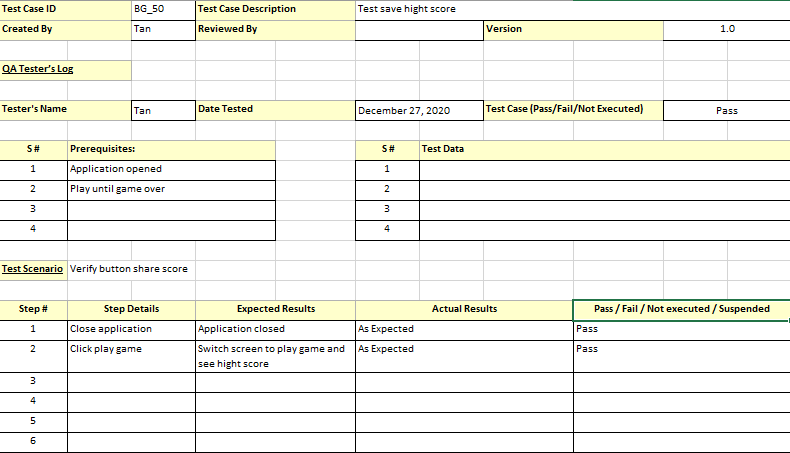 Test Case ID BG_50 Test Case Description Test save hight score
Created By Tan Reviewed By Version 1.0
QA Tester's Log
Tester's Name Tan Date Tested December 27, 2020 Test Case (Pass/Fail/Not Executed) Pass
S # Prerequisites: S # Test Data
1 Application opened 1
2 Play until game over 2
3 3
4 4
Test Scenario Verify button share score
Step # Step Details Expected Results Actual Results Pass / Fail / Not executed / Suspended
1 Close application Application closed As Expected Pass
2 Click play game Switch screen to play game and As Expected Pass
see hight score
3
4
5
6